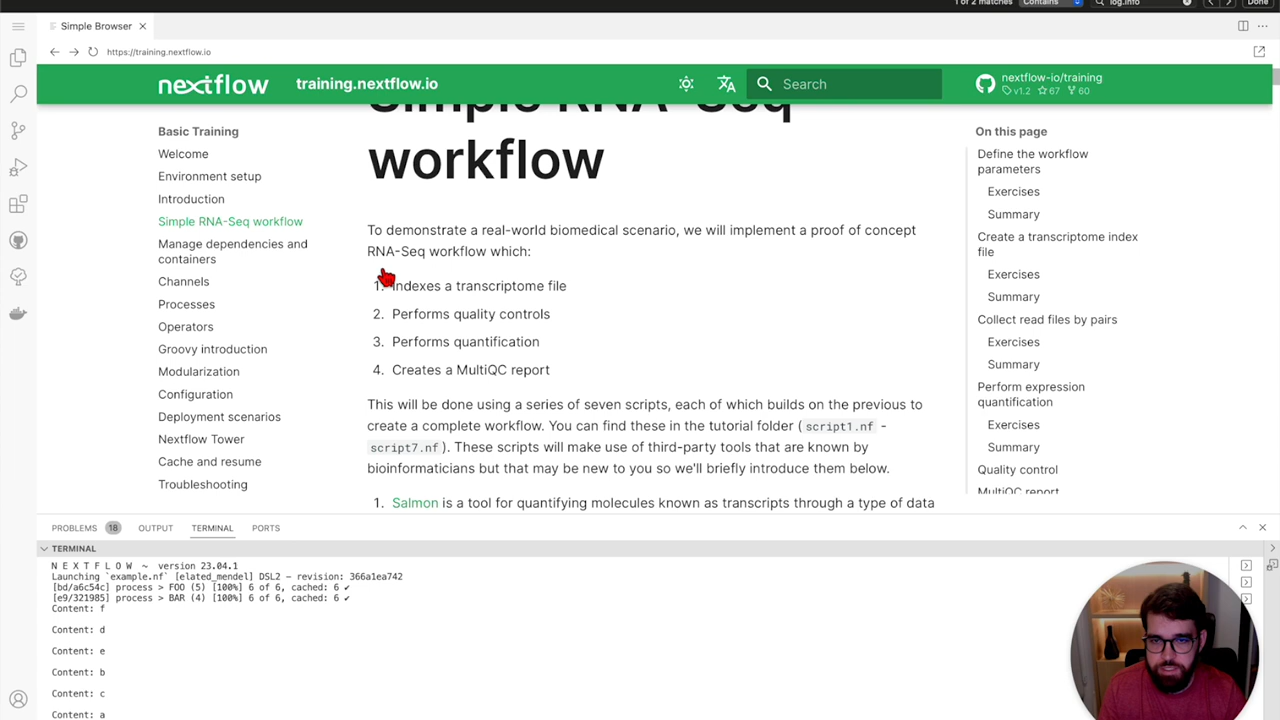 1 of 2 matches
Contains
log.info
Done
Simple Browser
https://training.nextflow.io
nextflow
training.nextflow.io
Search
nextflow-io/training
v1.2 67 60
Basic Training
Welcome
Environment setup
Introduction
Simple RNA-Seq workflow
Manage dependencies and
containers
Channels
Processes
Operators
Groovy introduction
Modularization
Configuration
Deployment scenarios
Nextflow Tower
Cache and resume
Troubleshooting
Simple RNA-Seq
workflow
To demonstrate a real-world biomedical scenario, we will implement a proof of concept
RNA-Seq workflow which:
1. Indexes a transcriptome file
2. Performs quality controls
3. Performs quantification
4. Creates a MultiQC report
This will be done using a series of seven scripts, each of which builds on the previous to
create a complete workflow. You can find these in the tutorial folder ( script1.nf -
script7.nf ). These scripts will make use of third-party tools that are known by
bioinformaticians but that may be new to you so we'll briefly introduce them below.
1. Salmon is a tool for quantifying molecules known as transcripts through a type of data
On this page
Define the workflow
parameters
Exercises
Summary
Create a transcriptome index
file
Exercises
Summary
Collect read files by pairs
Exercises
Summary
Perform expression
quantification
Exercises
Summary
Quality control
MultiQC report
PROBLEMS 18 OUTPUT TERMINAL PORTS
TERMINAL
N E X T F L O W ~ version 23.04.1
Launching `example.nf` [elated_mendel] DSL2 - revision: 366a1ea742
[bd/a6c54c] process > FOO (5) [100%] 6 of 6, cached: 6 ✔
[e9/321985] process > BAR (4) [100%] 6 of 6, cached: 6 ✔
Content: f
Content: d
Content: e
Content: b
Content: c
Content: a